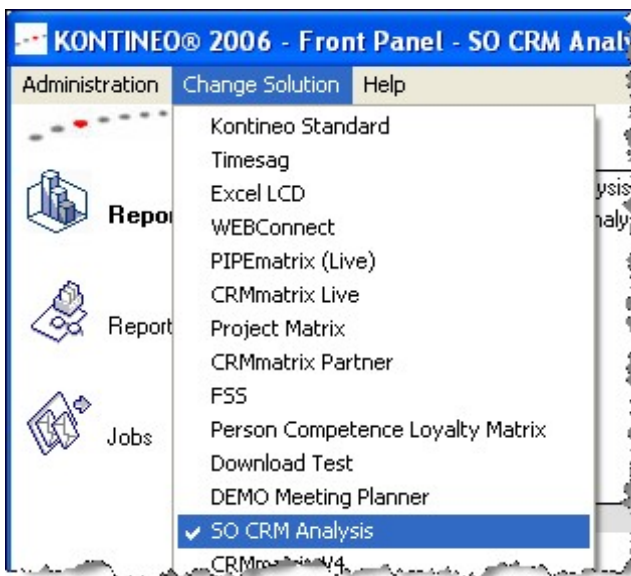 KONTINEO® 2006 - Front Panel - SO CRM Anal
Administration Change Solution Help
Kontineo Standard
Timesag
Excel LCD
WEBConnect
PIPEmatrix (Live)
CRMmatrix Live
Project Matrix
CRMmatrix Partner
FSS
Person Competence Loyalty Matrix
Download Test
DEMO Meeting Planner
SO CRM Analysis
Repor
Report
Jobs